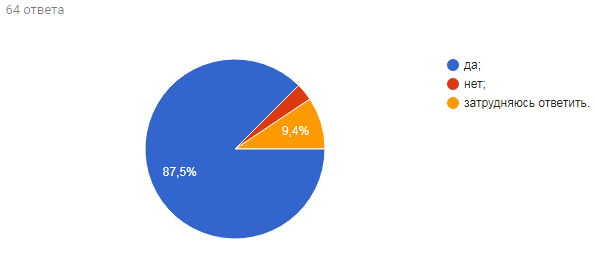 64 ответа
да;
нет;
затрудняюсь ответить.
9,4%
87,5%